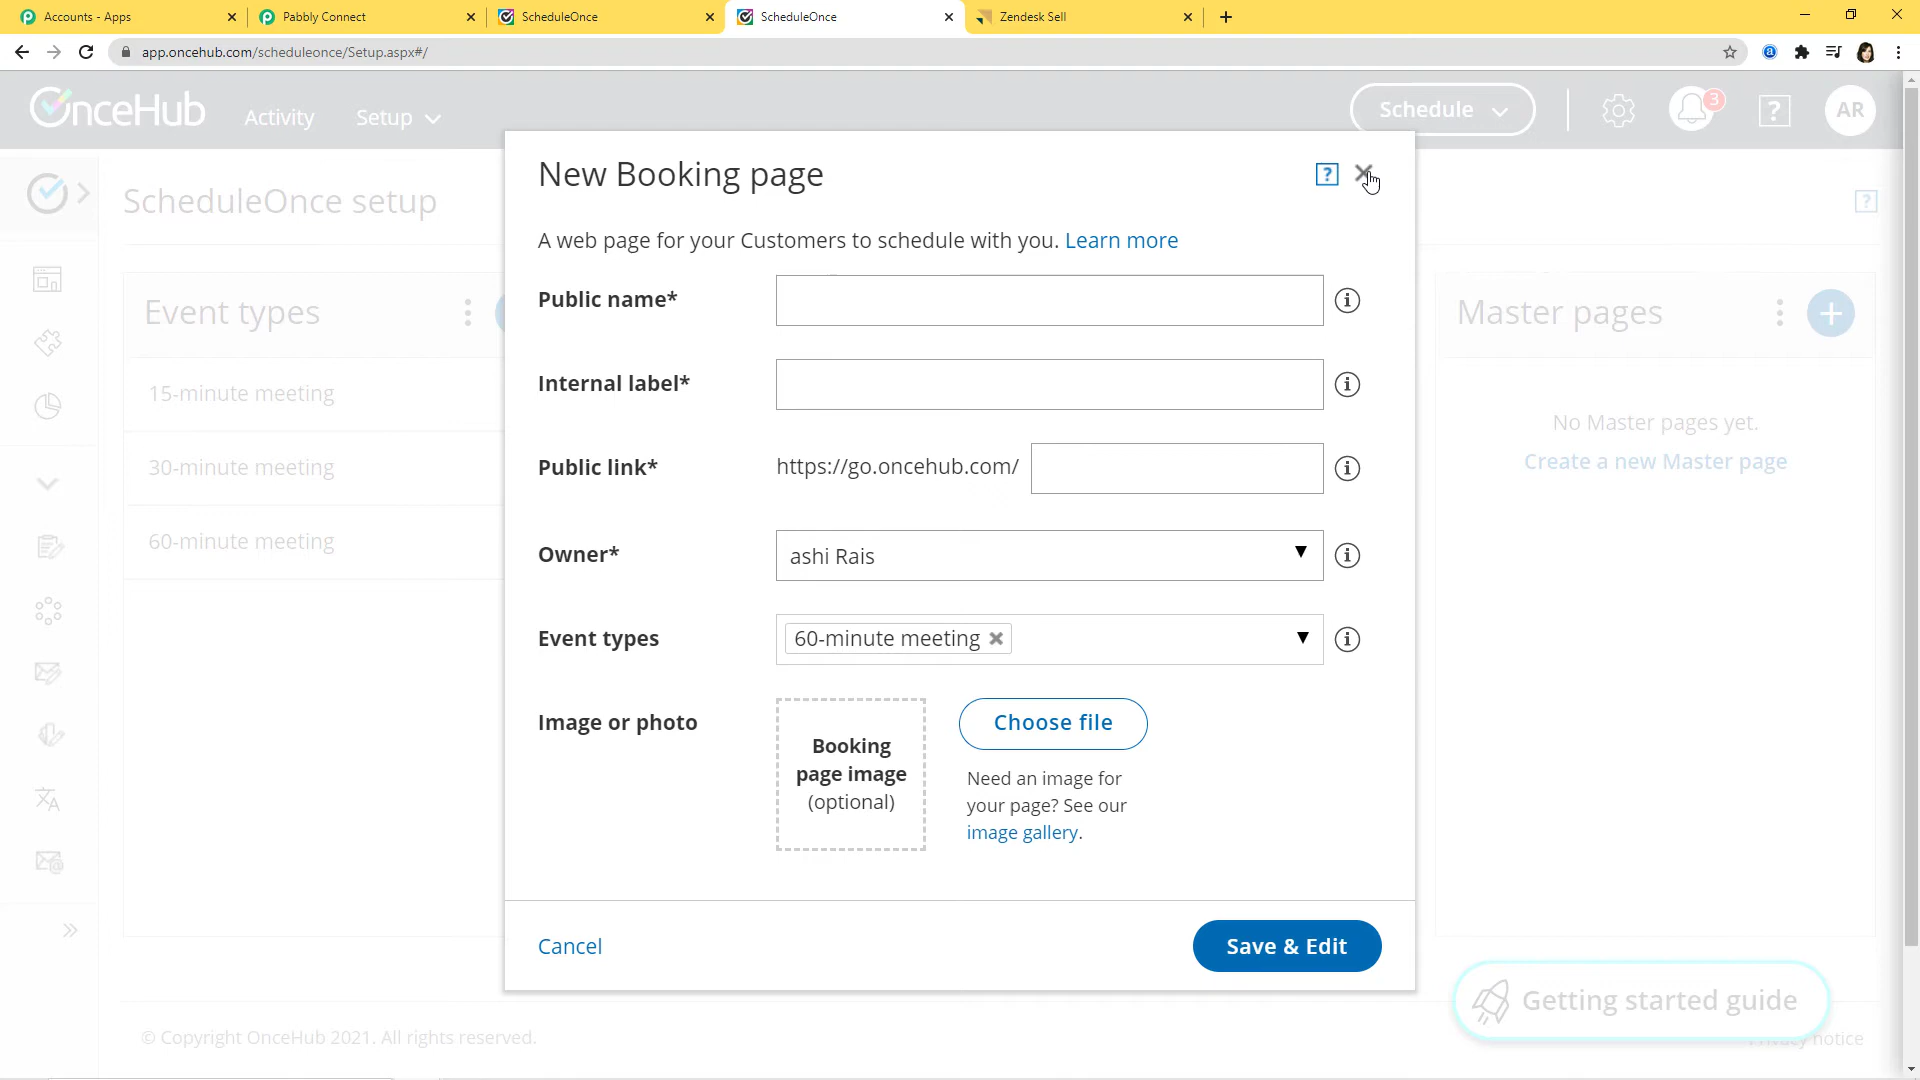 Accounts - Apps
Pabbly Connect
ScheduleOnce
ScheduleOnce
Zendesk Sell
app.oncehub.com/scheduleonce/Setup.aspx#/
OnceHub
Activity
Setup
Schedule
3
?
AR
ScheduleOnce setup
?
New Booking page
?
A web page for your Customers to schedule with you. Learn more
Public name*
Internal label*
Public link*
https://go.oncehub.com/
Owner*
ashi Rais
Event types
60-minute meeting
Image or photo
Booking
page image
(optional)
Choose file
Need an image for
your page? See our
image gallery.
Cancel
Save & Edit
Event types
15-minute meeting
30-minute meeting
60-minute meeting
Master pages
No Master pages yet.
Create a new Master page
Getting started guide
© Copyright OnceHub 2021. All rights reserved.
notice